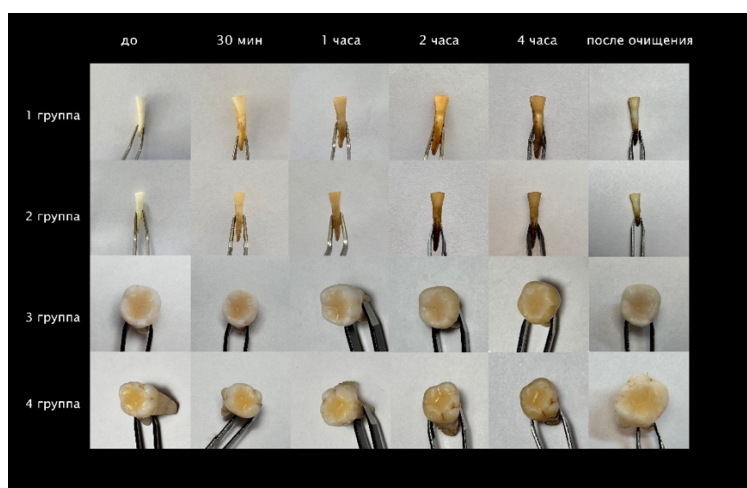 до 30 мин 1 часа 2 часа 4 часа после очищения
1 группа
2 группа
3 группа
4 группа